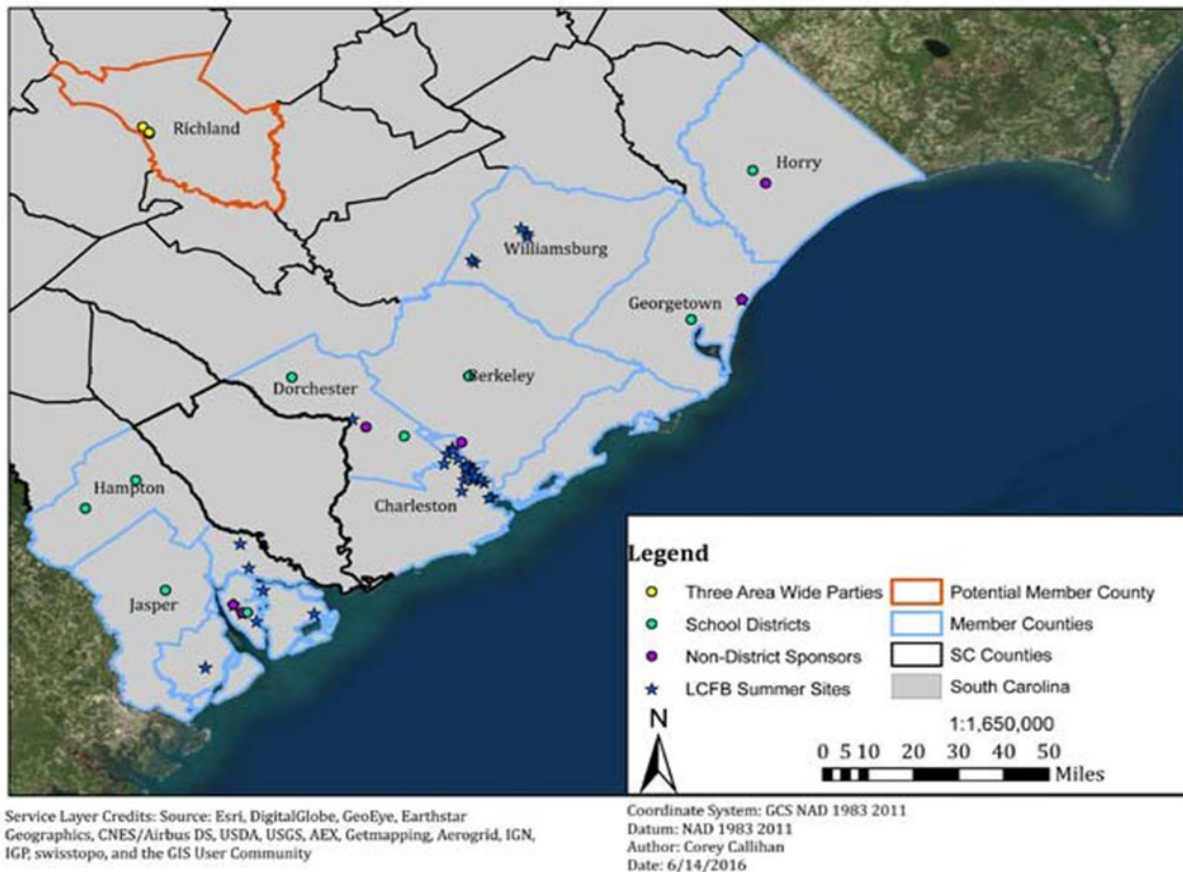 Richland
Horry
Williamsburg
Georgetown
Berkeley
Dorchester
Hampton
Charleston
Jasper
Legend
Three Area Wide Parties
School Districts
Non-District Sponsors
LCFB Summer Sites
Potential Member County
Member Counties
SC Counties
South Carolina
N
1:1,650,000
0 5 10 20 30 40 50
Miles
Service Layer Credits: Source: Esri, DigitalGlobe, GeoEye, Earthstar
Geographics, CNES/Airbus DS, USDA, USGS, AEX, Getmapping, Aerogrid, IGN,
IGP, swisstopo, and the GIS User Community
Coordinate System: GCS NAD 1983 2011
Datum: NAD 1983 2011
Author: Corey Callihan
Date: 6/14/2016